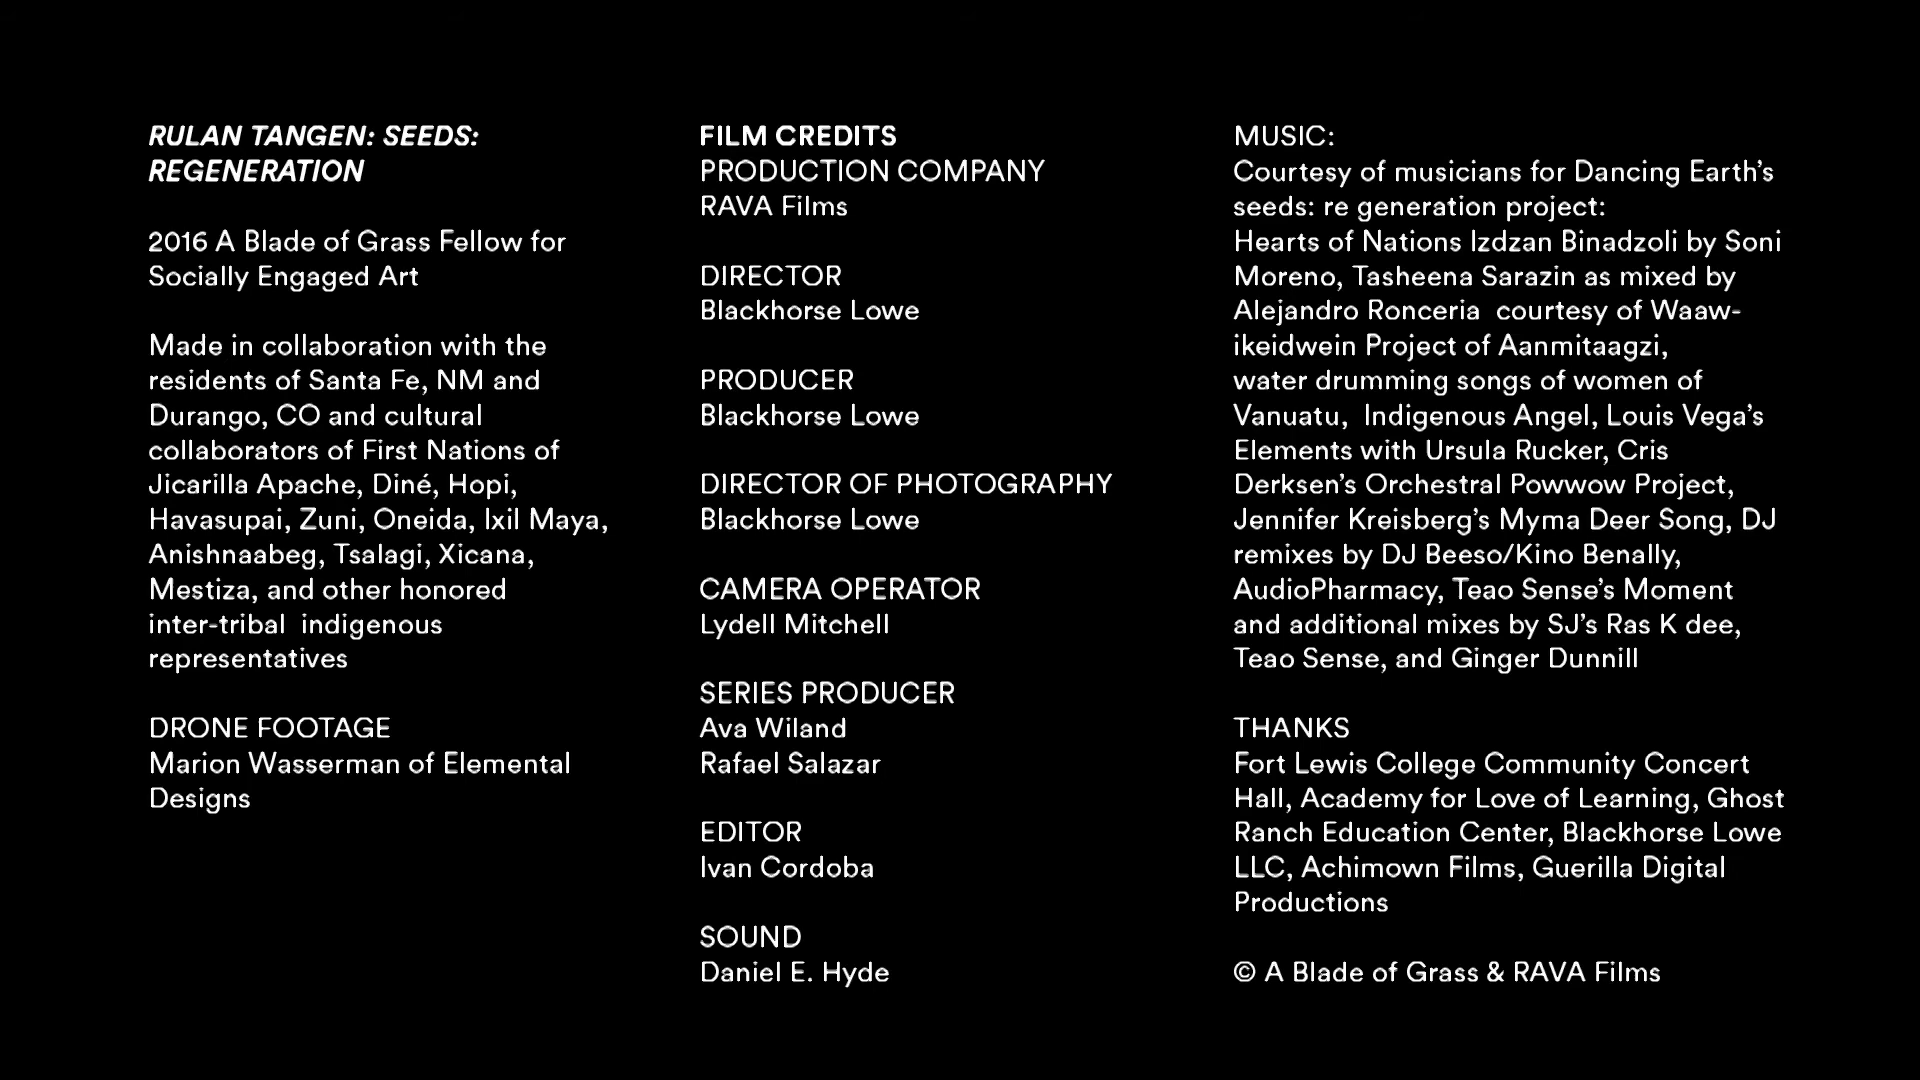 RULAN TANGEN: SEEDS:
REGENERATION
2016 A Blade of Grass Fellow for
Socially Engaged Art
Made in collaboration with the
residents of Santa Fe, NM and
Durango, CO and cultural
collaborators of First Nations of
Jicarilla Apache, Diné, Hopi,
Havasupai, Zuni, Oneida, Ixil Maya,
Anishnaabeg, Tsalagi, Xicana,
Mestiza, and other honored
inter-tribal  indigenous
representatives
DRONE FOOTAGE
Marion Wasserman of Elemental
Designs
FILM CREDITS
PRODUCTION COMPANY
RAVA Films
DIRECTOR
Blackhorse Lowe
PRODUCER
Blackhorse Lowe
DIRECTOR OF PHOTOGRAPHY
Blackhorse Lowe
CAMERA OPERATOR
Lydell Mitchell
SERIES PRODUCER
Ava Wiland
Rafael Salazar
EDITOR
Ivan Cordoba
SOUND
Daniel E. Hyde
MUSIC:
Courtesy of musicians for Dancing Earth’s
seeds: re generation project:
Hearts of Nations Izdzan Binadzoli by Soni
Moreno, Tasheena Sarazin as mixed by
Alejandro Ronceria  courtesy of Waaw-
ikeidwein Project of Aanmitaagzi,
water drumming songs of women of
Vanuatu,  Indigenous Angel, Louis Vega’s
Elements with Ursula Rucker, Cris
Derksen’s Orchestral Powwow Project,
Jennifer Kreisberg’s Myma Deer Song, DJ
remixes by DJ Beeso/Kino Benally,
AudioPharmacy, Teao Sense’s Moment
and additional mixes by SJ’s Ras K dee,
Teao Sense, and Ginger Dunnill
THANKS
Fort Lewis College Community Concert
Hall, Academy for Love of Learning, Ghost
Ranch Education Center, Blackhorse Lowe
LLC, Achimown Films, Guerilla Digital
Productions
© A Blade of Grass & RAVA Films